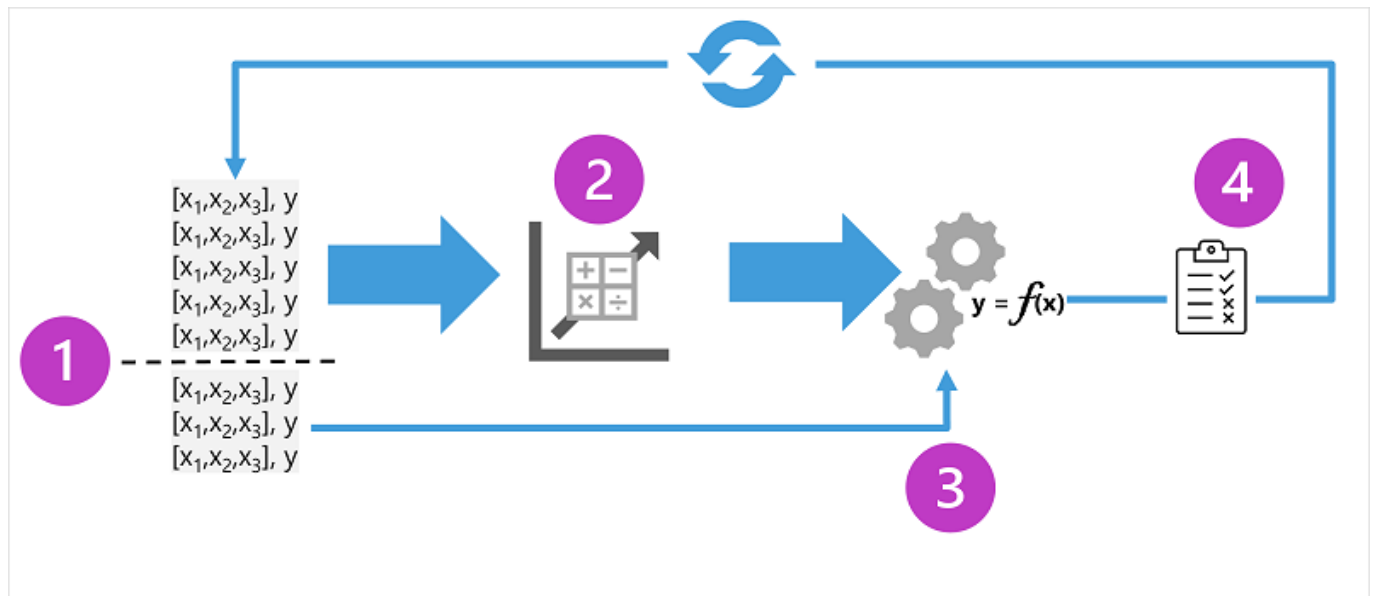 2
4
[x₁,x₂,x₃], y
[x₁,x₂,x₃], y
[x₁,x₂,x₃], y
[x₁,x₂,x₃], y
[x₁,x₂,x₃], y
+ −
× ÷
y = f(x)
1
[x₁,x₂,x₃], y
[x₁,x₂,x₃], y
[x₁,x₂,x₃], y
3